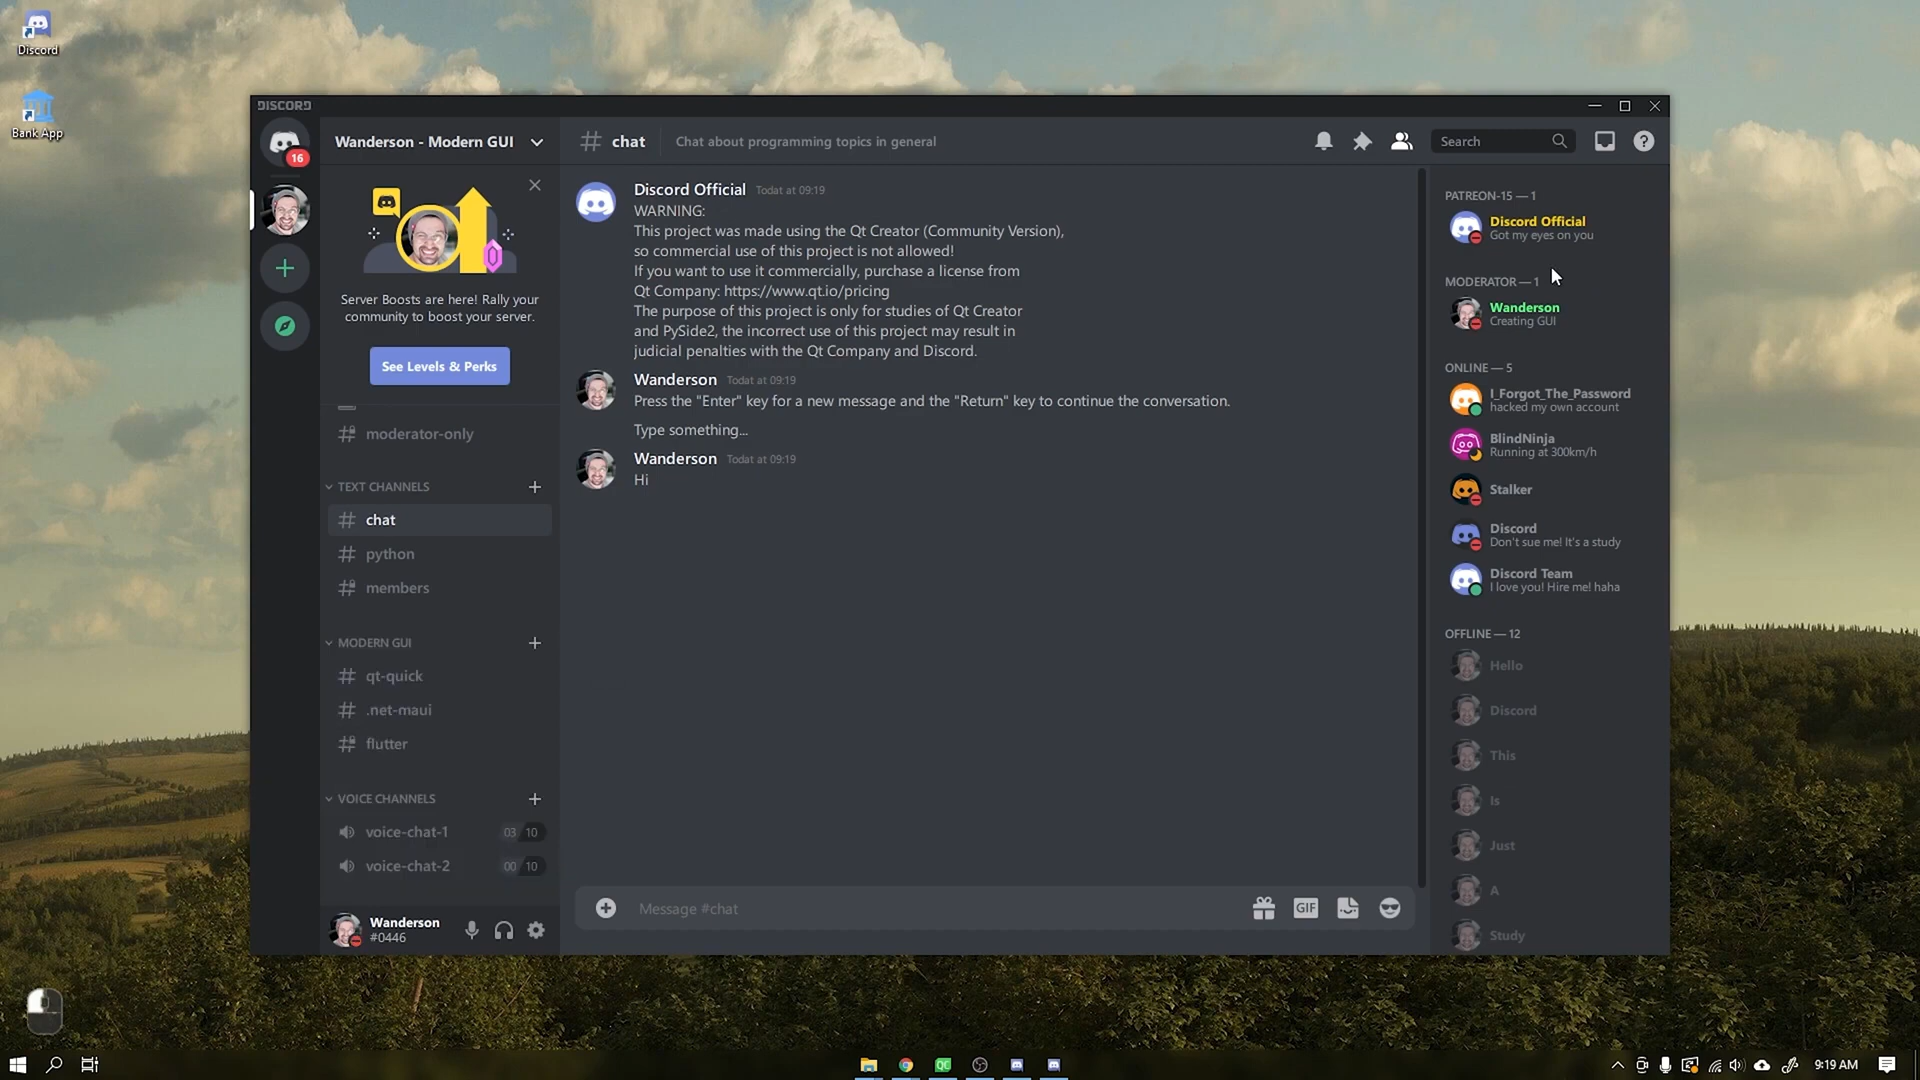 Discord
Bank App
DISCORD
16
Wanderson - Modern GUI
Server Boosts are here! Rally your
community to boost your server.
See Levels & Perks
moderator-only
TEXT CHANNELS
chat
python
members
MODERN GUI
qt-quick
.net-maui
flutter
VOICE CHANNELS
voice-chat-1 03 10
voice-chat-2 00 10
Wanderson
#0446
chat Chat about programming topics in general
Search
Discord Official Todat at 09:19
WARNING:
This project was made using the Qt Creator (Community Version),
so commercial use of this project is not allowed!
If you want to use it commercially, purchase a license from
Qt Company: https://www.qt.io/pricing
The purpose of this project is only for studies of Qt Creator
and PySide2, the incorrect use of this project may result in
judicial penalties with the Qt Company and Discord.
Wanderson Todat at 09:19
Press the "Enter" key for a new message and the "Return" key to continue the conversation.
Type something...
Wanderson Todat at 09:19
Hi
Message #chat
GIF
PATREON-15 — 1
Discord Official
Got my eyes on you
MODERATOR — 1
Wanderson
Creating GUI
ONLINE — 5
I_Forgot_The_Password
hacked my own account
BlindNinja
Running at 300km/h
Stalker
Discord
Don't sue me! It's a study
Discord Team
I love you! Hire me! haha
OFFLINE — 12
Hello
Discord
This
Is
Just
A
Study
QC
9:19 AM